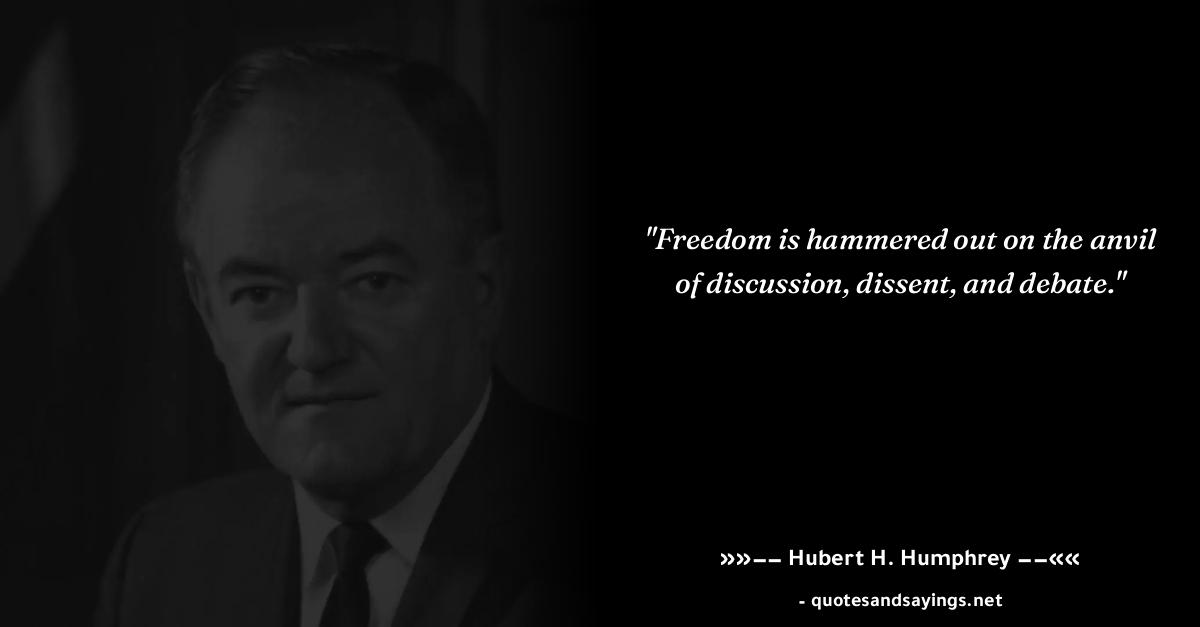 "Freedom is hammered out on the anvil
of discussion, dissent, and debate."
»»−− Hubert H. Humphrey −−««
- quotesandsayings.net